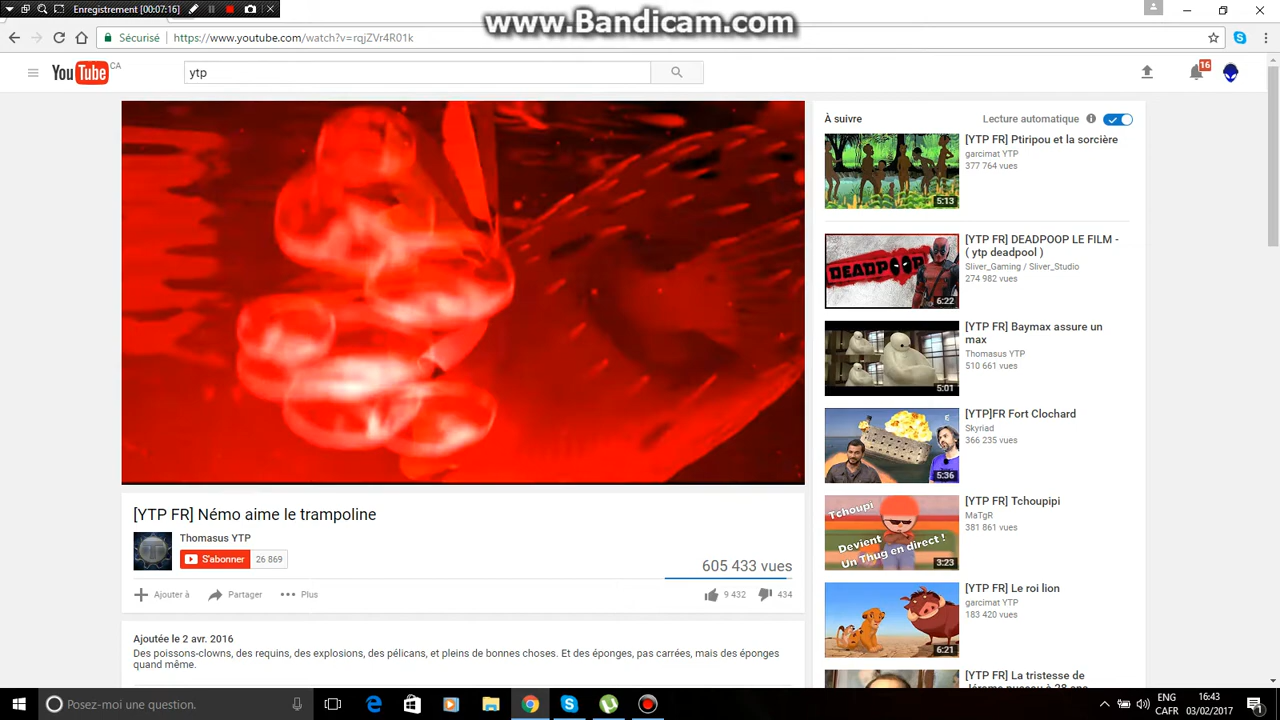 Enregistrement [00:07:16]
www.Bandicam.com
Sécurisé https://www.youtube.com/watch?v=rqjZVr4R01k
YouTube CA
ytp
16
À suivre
Lecture automatique
[YTP FR] Ptiripou et la sorcière
garcimat YTP
377 764 vues
5:13
[YTP FR] DEADPOOP LE FILM -
( ytp deadpool )
Sliver_Gaming / Sliver_Studio
274 982 vues
DEADPOOP
6:22
[YTP FR] Baymax assure un
max
Thomasus YTP
510 661 vues
5:01
[YTP]FR Fort Clochard
Skyriad
366 235 vues
5:36
[YTP FR] Tchoupipi
MaTgR
381 861 vues
Tchoupi
Devient
Un Thug en direct !
3:23
[YTP FR] Le roi lion
garcimat YTP
183 420 vues
6:21
[YTP FR] La tristesse de
[YTP FR] Némo aime le trampoline
Thomasus YTP
S'abonner 26 869
605 433 vues
Ajouter à Partager Plus
9 432 434
Ajoutée le 2 avr. 2016
Des poissons-clowns, des requins, des explosions, des pélicans, et pleins de bonnes choses. Et des éponges, pas carrées, mais des éponges
quand même.
Posez-moi une question.
ENG
CAFR
16:43
03/02/2017
1